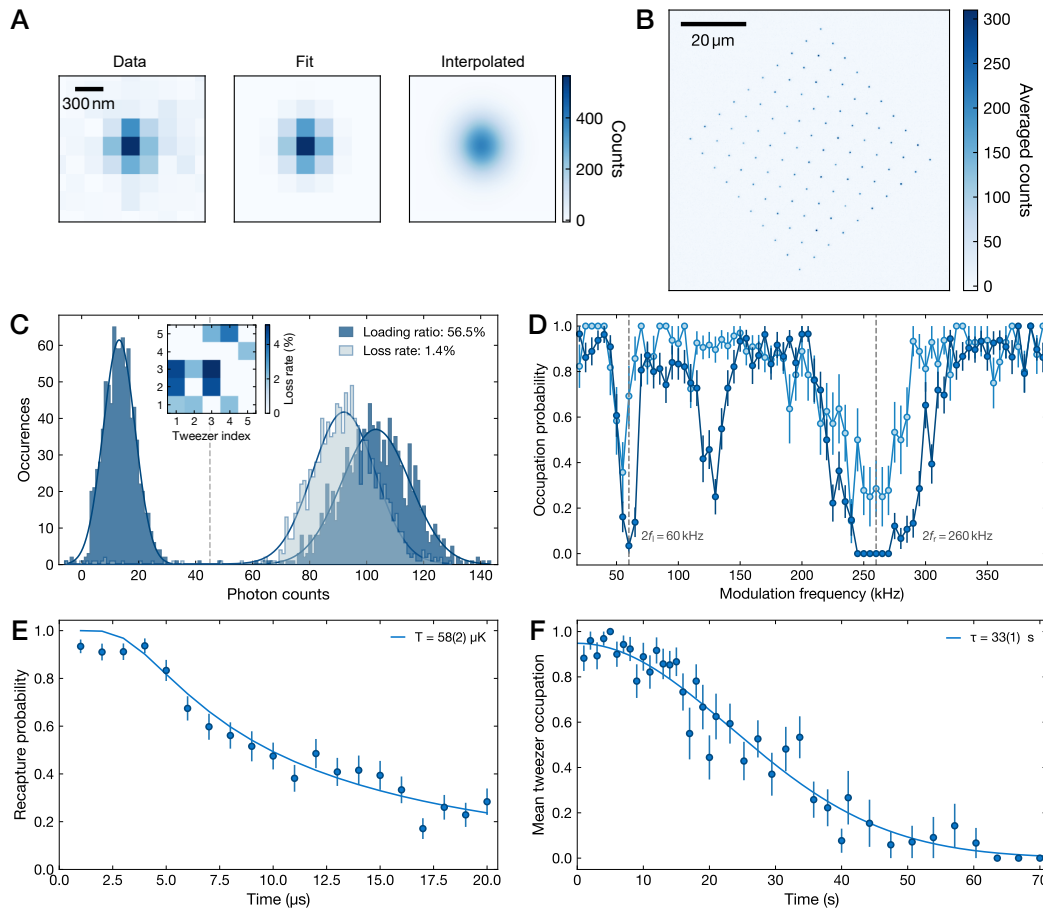 A
Data
Fit
Interpolated
300 nm
400
200
0
Counts
B
20 µm
300
250
200
150
100
50
0
Averaged counts
C
60
50
40
30
20
10
0
Occurences
0
20
40
60
80
100
120
140
Photon counts
5
4
3
2
1
1
2
3
4
5
Tweezer index
4
2
0
Loss rate (%)
Loading ratio: 56.5%
Loss rate: 1.4%
D
1.0
0.8
0.6
0.4
0.2
0.0
Occupation probability
2fᵢ = 60 kHz
2fᵣ = 260 kHz
50
100
150
200
250
300
350
Modulation frequency (kHz)
E
1.0
0.8
0.6
0.4
0.2
0.0
Recapture probability
T = 58(2) µK
0.0
2.5
5.0
7.5
10.0
12.5
15.0
17.5
20.0
Time (µs)
F
1.0
0.8
0.6
0.4
0.2
0.0
Mean tweezer occupation
τ = 33(1) s
0
10
20
30
40
50
60
70
Time (s)